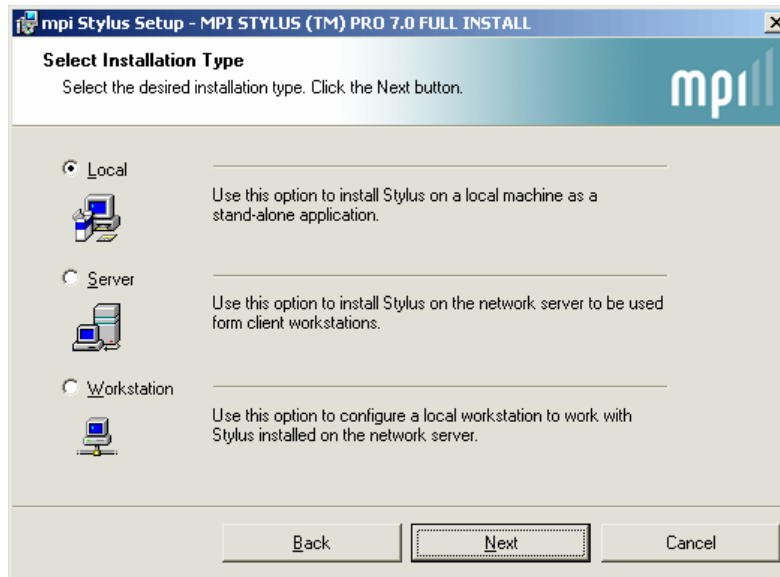 mpi Stylus Setup - MPI STYLUS (TM) PRO 7.0 FULL INSTALL
Select Installation Type
Select the desired installation type. Click the Next button.
mpi
Local
Use this option to install Stylus on a local machine as a
stand-alone application.
Server
Use this option to install Stylus on the network server to be used
form client workstations.
Workstation
Use this option to configure a local workstation to work with
Stylus installed on the network server.
Back
Next
Cancel